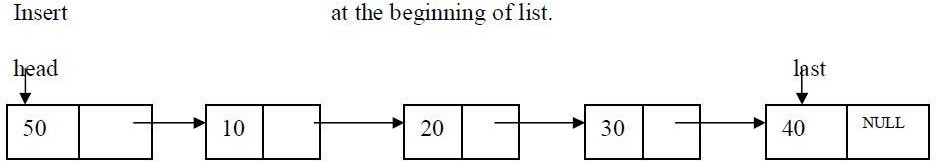 Insert at the beginning of list.
head last
50 10 20 30 40 NULL